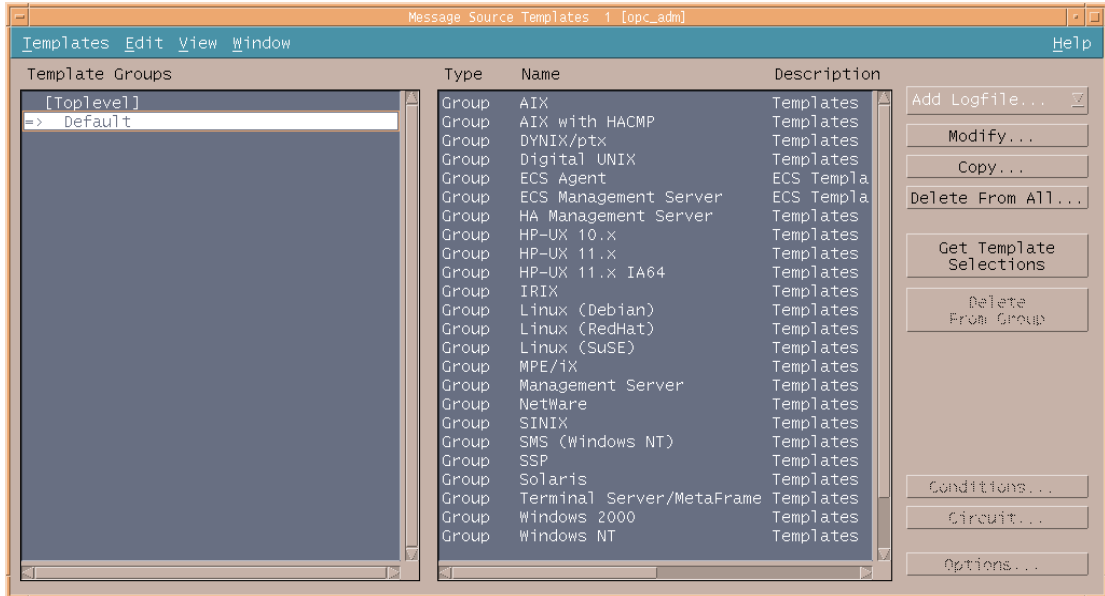 Message Source Templates 1 [opc_adm]
Templates Edit View Window Help
Template Groups
[Toplevel]
=> Default
Type Name Description
Group AIX Templates
Group AIX with HACMP Templates
Group DYNIX/ptx Templates
Group Digital UNIX Templates
Group ECS Agent ECS Templa
Group ECS Management Server ECS Templa
Group HA Management Server Templates
Group HP-UX 10.x Templates
Group HP-UX 11.x Templates
Group HP-UX 11.x IA64 Templates
Group IRIX Templates
Group Linux (Debian) Templates
Group Linux (RedHat) Templates
Group Linux (SuSE) Templates
Group MPE/iX Templates
Group Management Server Templates
Group NetWare Templates
Group SINIX Templates
Group SMS (Windows NT) Templates
Group SSP Templates
Group Solaris Templates
Group Terminal Server/MetaFrame Templates
Group Windows 2000 Templates
Group Windows NT Templates
Add Logfile...
Modify...
Copy...
Delete From All...
Get Template
Selections
Delete
From Group
Conditions...
Circuit...
Options...